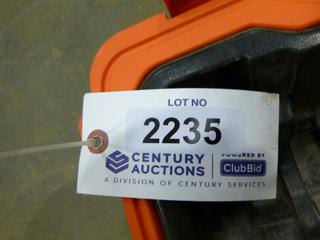 LOT NO
2235
CENTURY AUCTIONS
POWERED BY
ClubBid
A DIVISION OF CENTURY SERVICES